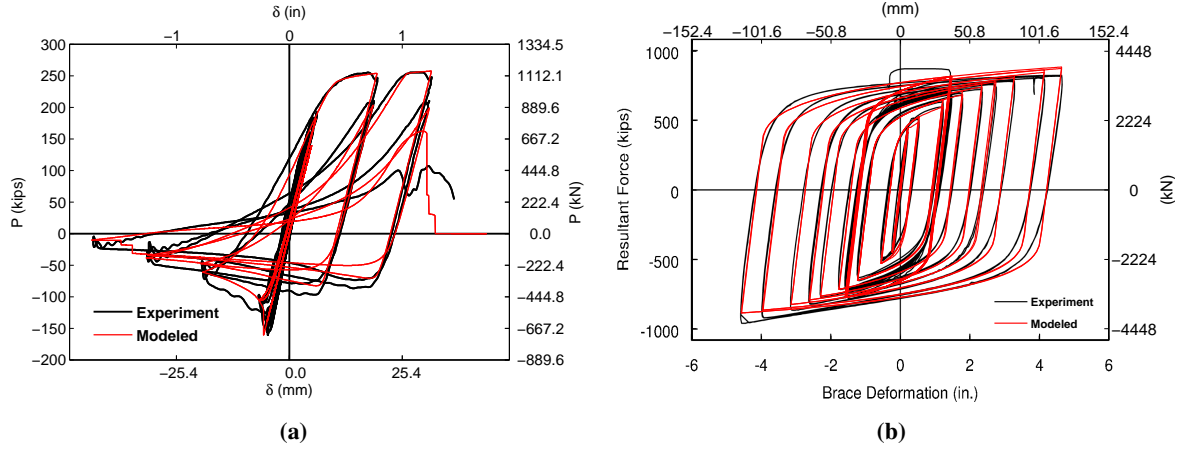 δ (in)
−1 0 1
300 1334.5
250 1112.1
200 889.6
150 667.2
100 444.8
50 222.4
0 0.0
−50 −222.4
−100 −444.8
−150 −667.2
−200 −889.6
P (kips)
P (kN)
Experiment
Modeled
−25.4 0.0 25.4
δ (mm)
(a)
(mm)
−152.4 −101.6 −50.8 0 50.8 101.6 152.4
1000 4448
500 2224
0 0
−500 −2224
−1000 −4448
Resultant Force (kips)
(kN)
Experiment
Modeled
-6 -4 -2 0 2 4 6
Brace Deformation (in.)
(b)